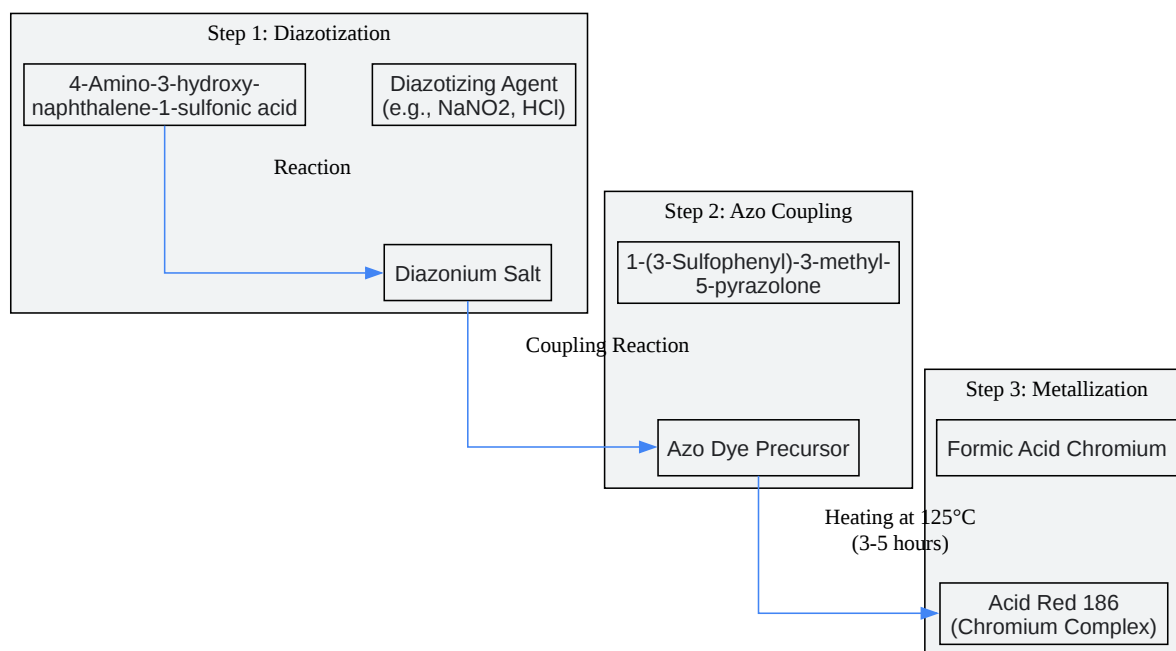 Step 1: Diazotization
4-Amino-3-hydroxy-
naphthalene-1-sulfonic acid
Diazotizing Agent
(e.g., NaNO2, HCl)
Reaction
Diazonium Salt
Step 2: Azo Coupling
1-(3-Sulfophenyl)-3-methyl-
5-pyrazolone
Coupling Reaction
Azo Dye Precursor
Step 3: Metallization
Formic Acid Chromium
Heating at 125°C
(3-5 hours)
Acid Red 186
(Chromium Complex)